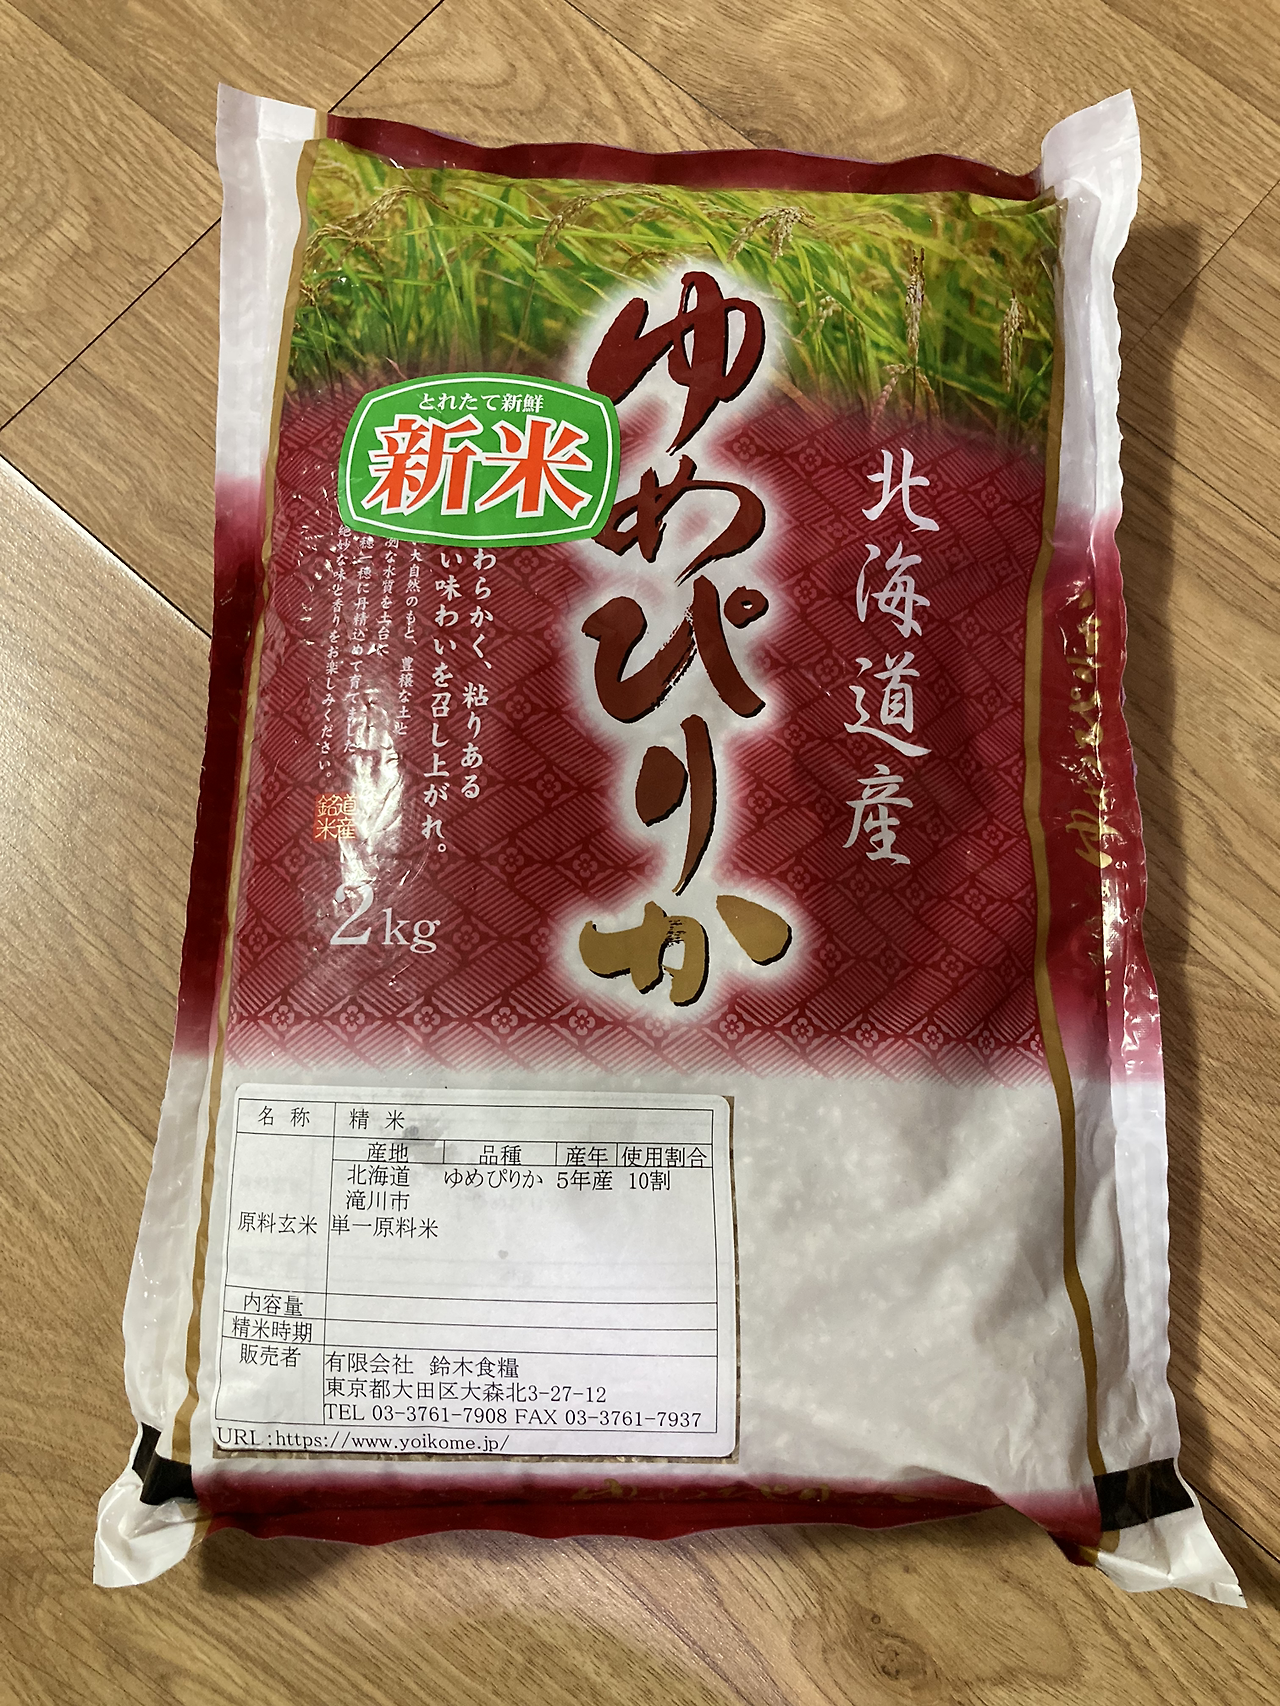 とれたて新鮮
新米
ゆめぴりか
北海道産
わらかく、粘りある
い味わいを召し上がれ。
大自然のもと、豊穣な土と
な水質を土台に
穂一穂に丹精込めて育てました
絶妙な味と香りをお楽しみください。
道産
銘米
2kg
名称 精米
産地 品種 産年 使用割合
北海道 ゆめぴりか 5年産 10割
滝川市
原料玄米 単一原料米
内容量
精米時期
販売者 有限会社 鈴木食糧
東京都大田区大森北3-27-12
TEL 03-3761-7908 FAX 03-3761-7937
URL:https://www.yoikome.jp/
ゆめぴりか